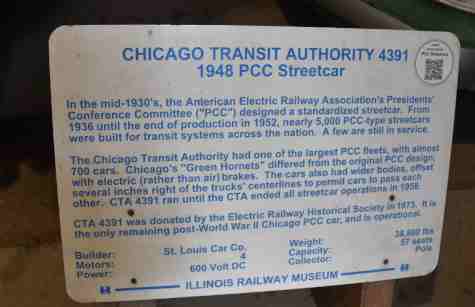 CHICAGO TRANSIT AUTHORITY 4391
1948 PCC Streetcar
In the mid-1930's, the American Electric Railway Association's Presidents'
Conference Committee ("PCC") designed a standardized streetcar. From
1936 until the end of production in 1952, nearly 5,000 PCC-type streetcars
were built for transit systems across the nation. A few are still in service.
The Chicago Transit Authority had one of the largest PCC fleets, with almost
700 cars. Chicago's "Green Hornets" differed from the original PCC design,
with electric (rather than air) brakes. The cars also had wider bodies, offset
several inches right of the trucks' centerlines to permit cars to pass each
other. CTA 4391 ran until the CTA ended all streetcar operations in 1958.
CTA 4391 was donated by the Electric Railway Historical Society in 1973. It is
the only remaining post-World War II Chicago PCC car, and is operational.
Builder: St. Louis Car Co. Weight:
Motors: 4 Capacity: 57 seats
Power: 600 Volt DC Collector: Pole
ILLINOIS RAILWAY MUSEUM